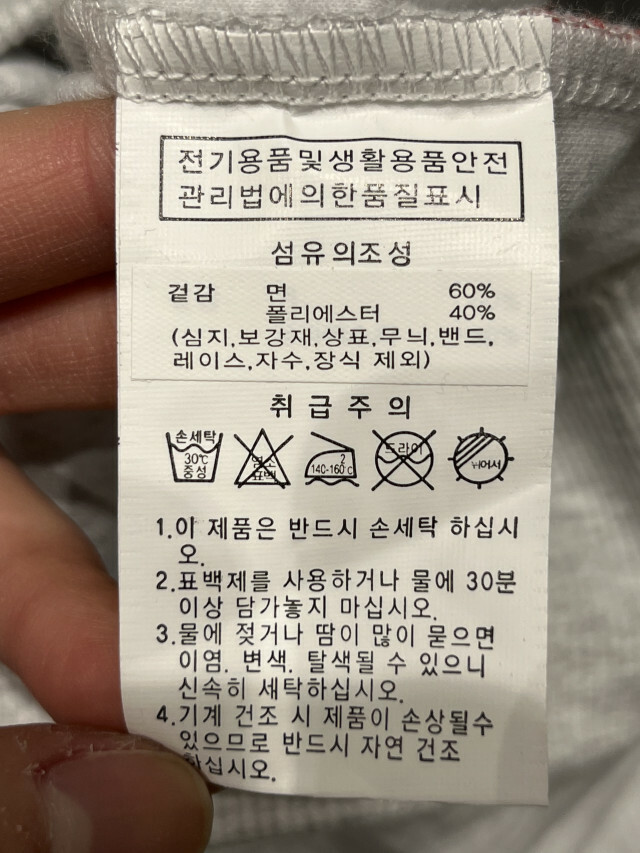 전기용품및생활용품안전
관리법에의한품질표시
섬유의조성
겉감 면 60%
폴리에스터 40%
(심지,보강재,상표,무늬,밴드,
레이스,자수,장식 제외)
취급주의
손세탁
30℃
중성
염소
표백
2
140-160℃
드라이
뉘어서
1.이 제품은 반드시 손세탁 하십시
오.
2.표백제를 사용하거나 물에 30분
이상 담가놓지 마십시오.
3.물에 젖거나 땀이 많이 묻으면
이염. 변색. 탈색될 수 있으니
신속히 세탁하십시오.
4.기계 건조 시 제품이 손상될수
있으므로 반드시 자연 건조
하십시오.